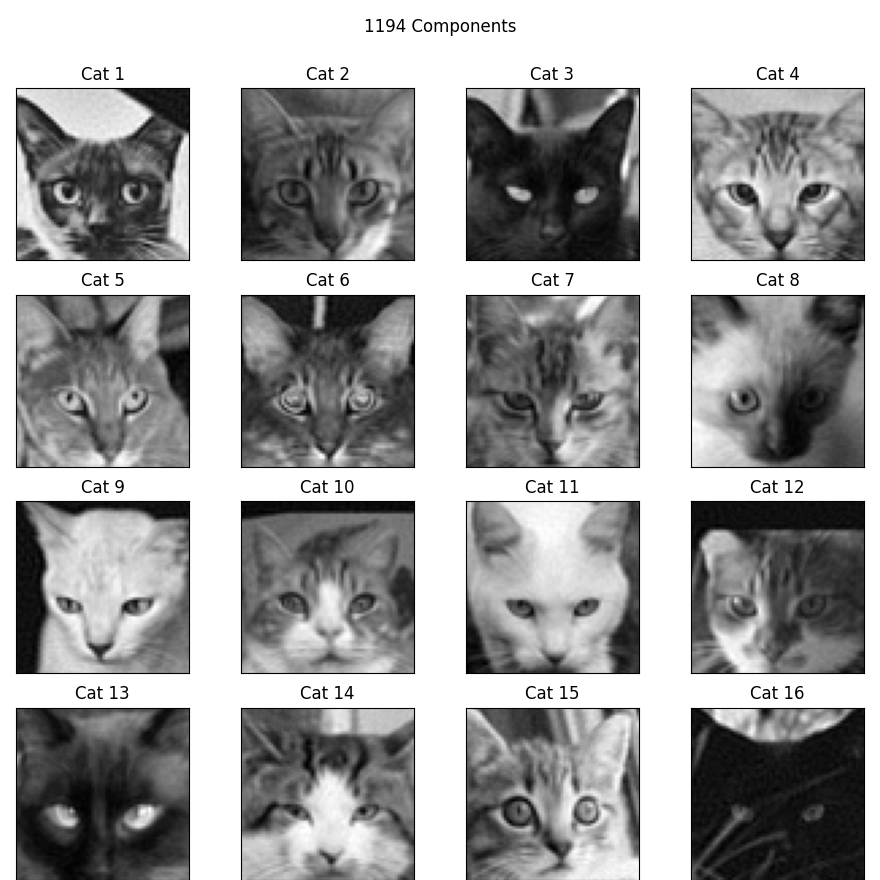 1194 Components
Cat 1 Cat 2 Cat 3 Cat 4
Cat 5 Cat 6 Cat 7 Cat 8
Cat 9 Cat 10 Cat 11 Cat 12
Cat 13 Cat 14 Cat 15 Cat 16